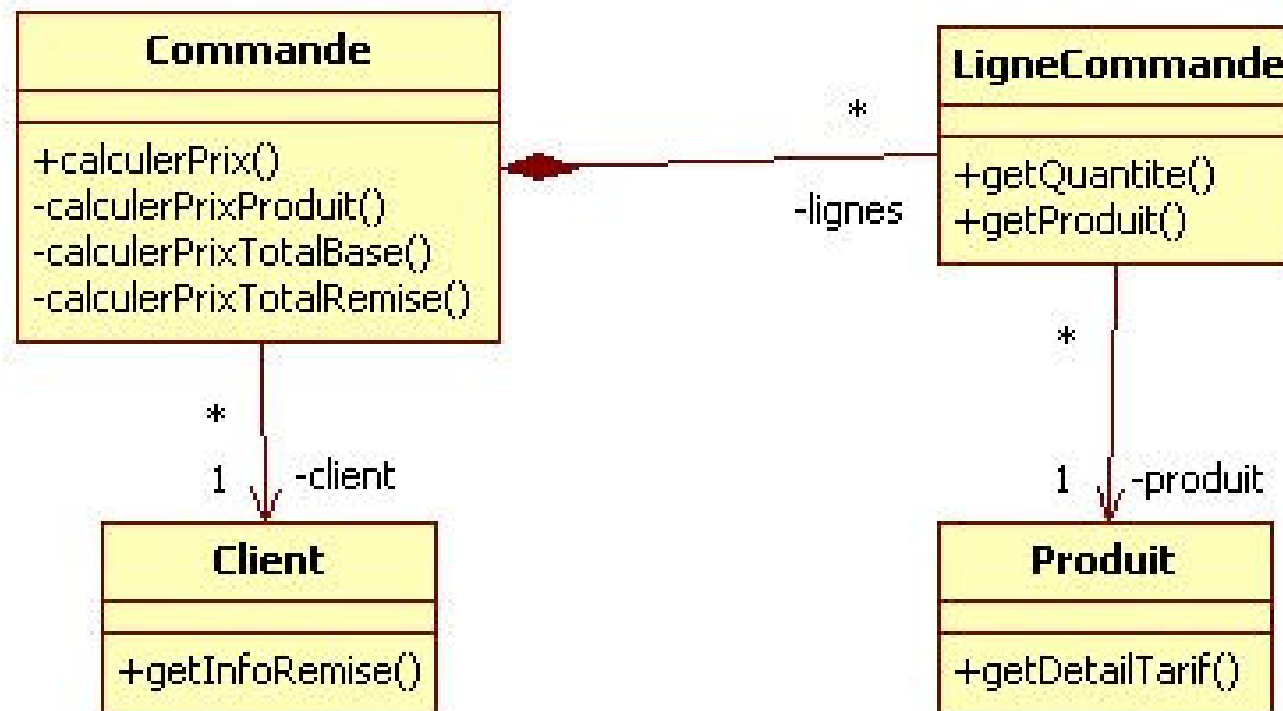 Commande
+calculerPrix()
-calculerPrixProduit()
-calculerPrixTotalBase()
-calculerPrixTotalRemise()
*
-lignes
LigneCommande
+getQuantite()
+getProduit()
*
1
-client
*
1
-produit
Client
+getInfoRemise()
Produit
+getDetailTarif()